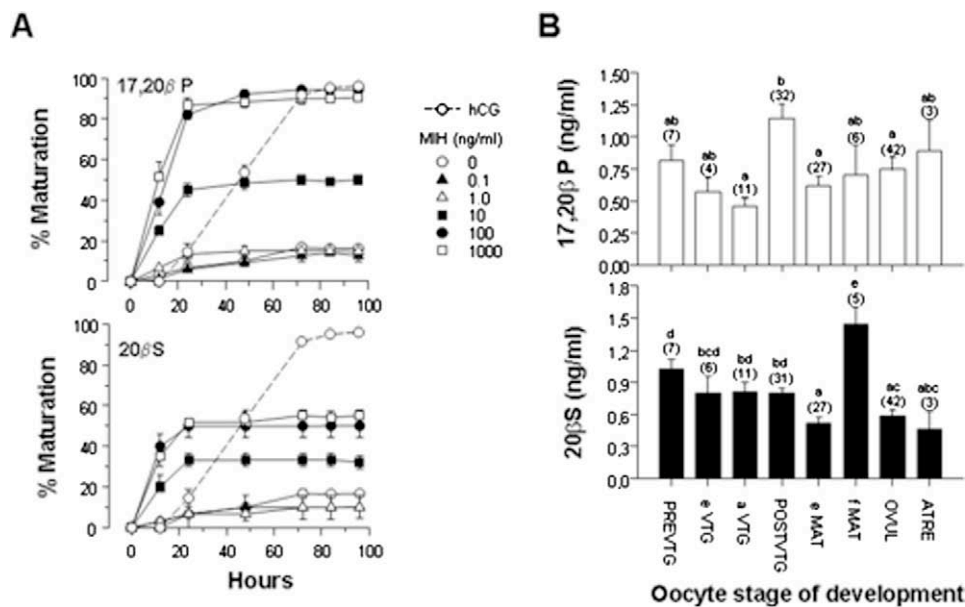 A
17,20β P
% Maturation
100
80
60
40
20
0
0 20 40 60 80 100
hCG
MIH (ng/ml)
0
0.1
1.0
10
100
1000
20βS
% Maturation
100
80
60
40
20
0
0 20 40 60 80 100
Hours
B
17,20β P (ng/ml)
1.50
1.25
1.00
0.75
0.50
0.25
0.00
ab (7)
ab (4)
a (11)
b (32)
a (27)
ab (6)
a (42)
ab (3)
20βS (ng/ml)
1.8
1.5
1.2
0.9
0.6
0.3
0.0
d (7)
bcd (6)
bd (11)
bd (31)
a (27)
e (5)
ac (42)
abc (3)
PREVTG
e VTG
a VTG
POSTVTG
e MAT
f MAT
OVUL
ATRE
Oocyte stage of development